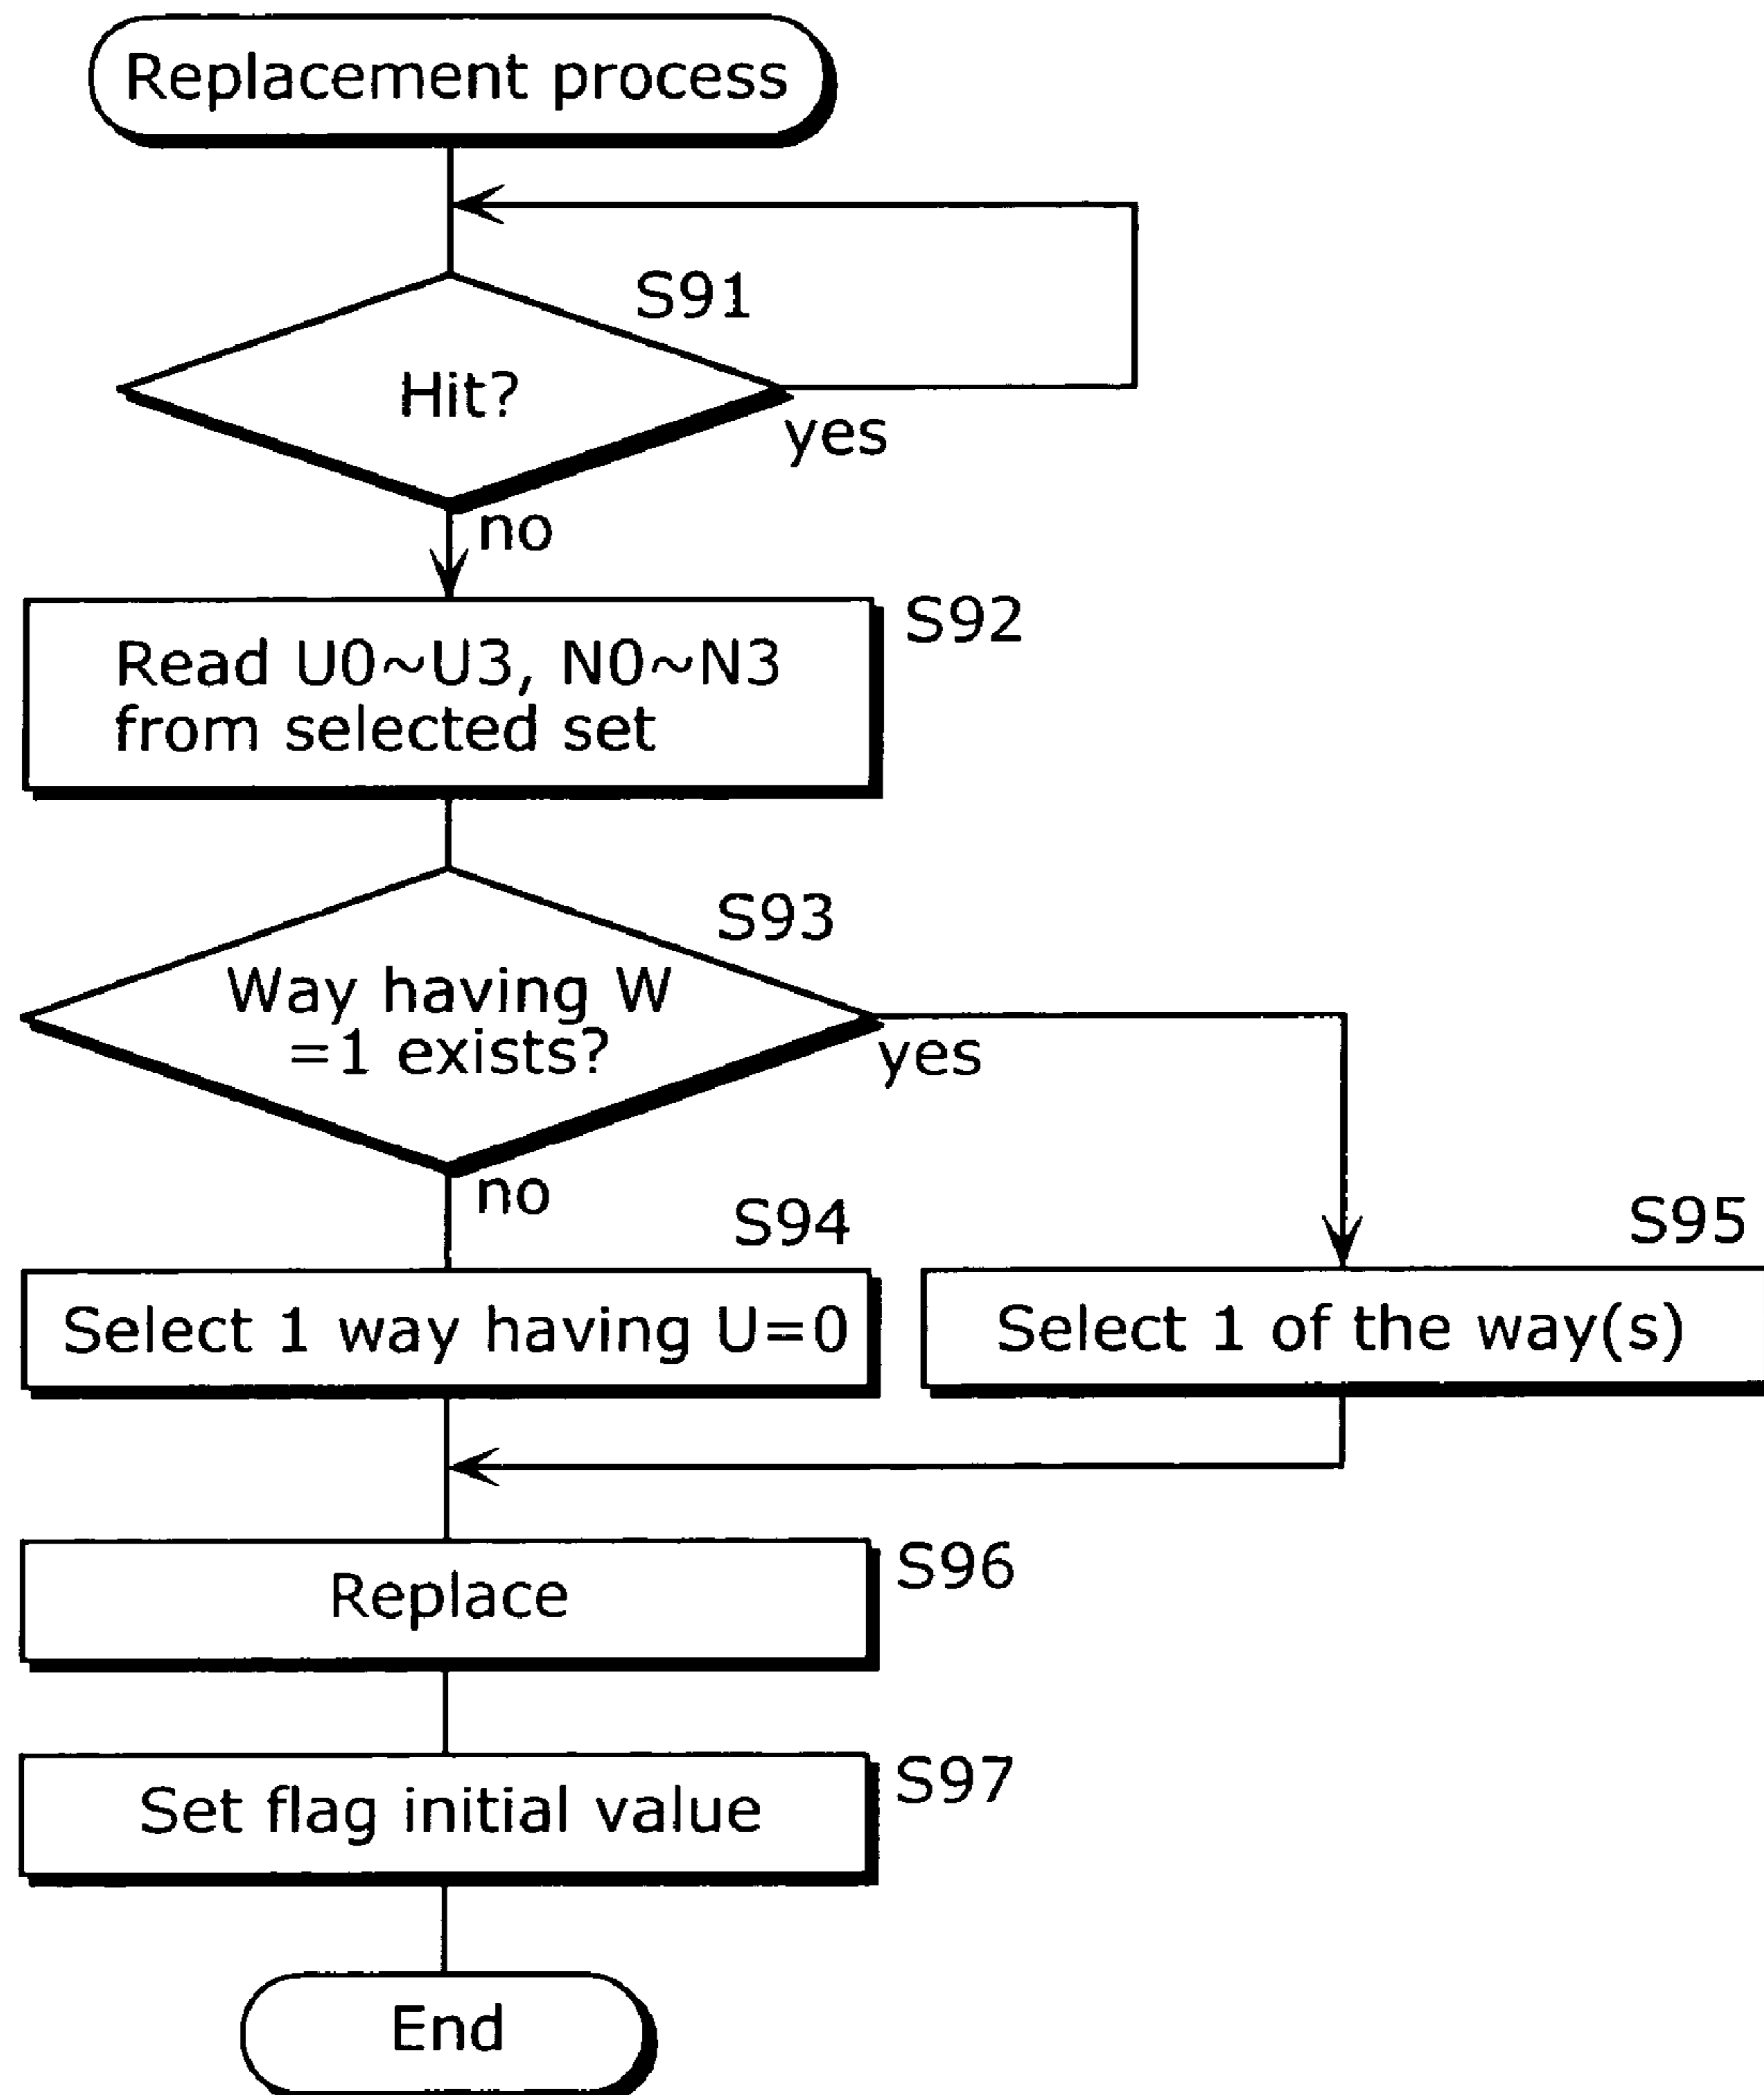 Replacement process
S91
Hit?
yes
no
S92
Read U0~U3, N0~N3
from selected set
S93
Way having W
=1 exists?
yes
no
S94
S95
Select 1 way having U=0
Select 1 of the way(s)
S96
Replace
S97
Set flag initial value
End